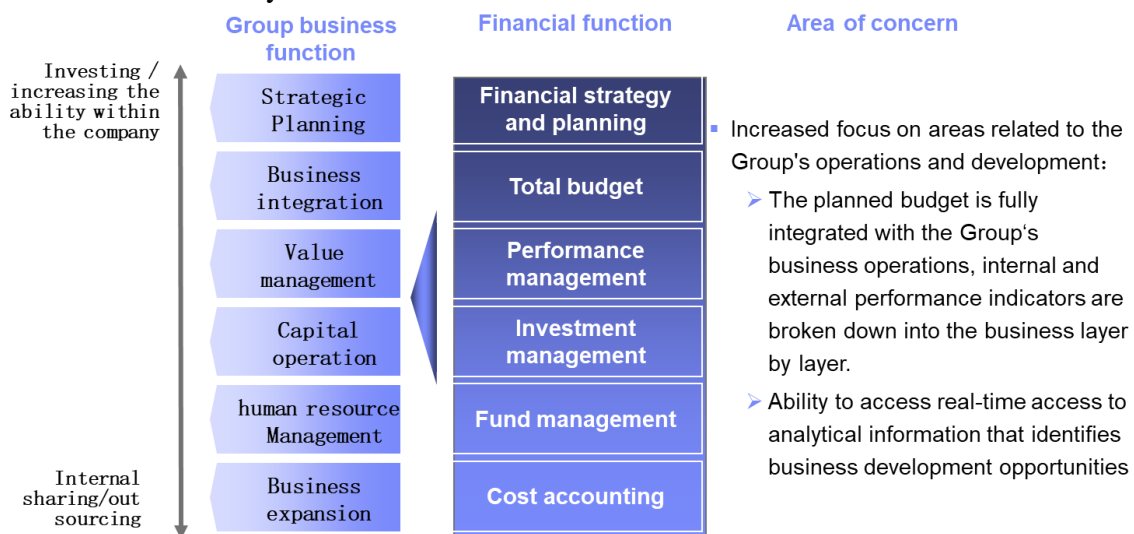 Group business
function
Financial function
Area of concern
Investing /
increasing the
ability within
the company
Internal
sharing/out
sourcing
Strategic
Planning
Business
integration
Value
management
Capital
operation
human resource
Management
Business
expansion
Financial strategy
and planning
Total budget
Performance
management
Investment
management
Fund management
Cost accounting
▪ Increased focus on areas related to the
Group's operations and development:
➢ The planned budget is fully
integrated with the Group‘s
business operations, internal and
external performance indicators are
broken down into the business layer
by layer.
➢ Ability to access real-time access to
analytical information that identifies
business development opportunities